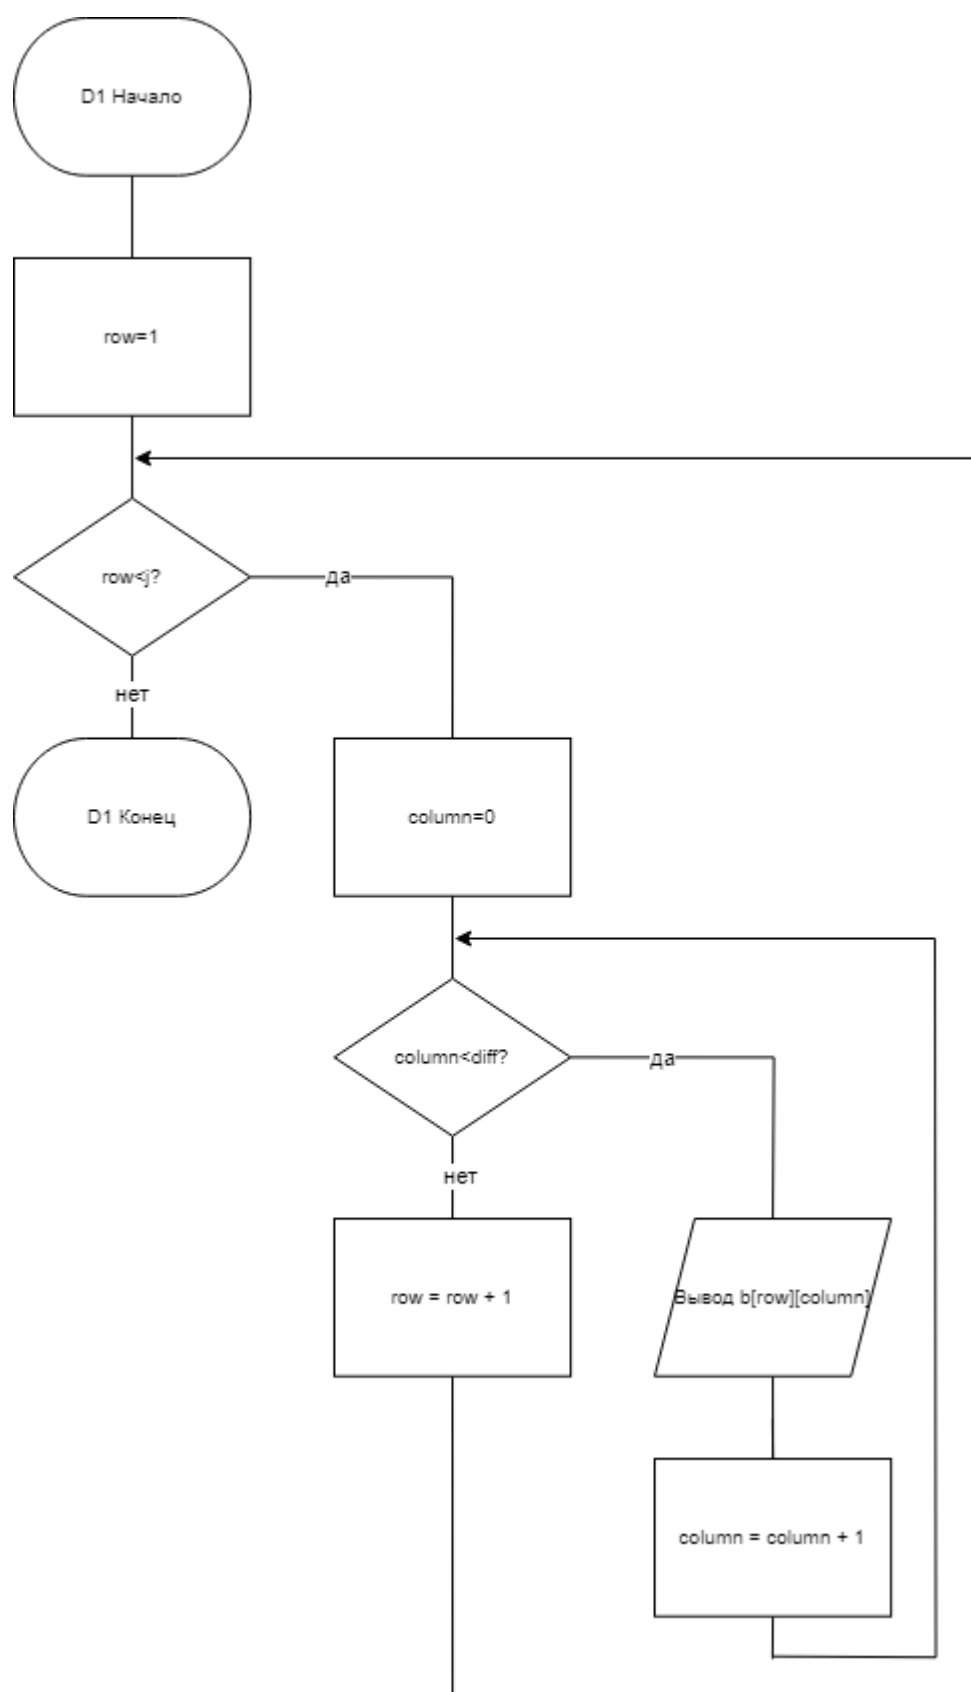 D1 Начало
row=1
row<j?
да
нет
D1 Конец
column=0
column<diff?
да
нет
row = row + 1
Вывод b[row][column]
column = column + 1